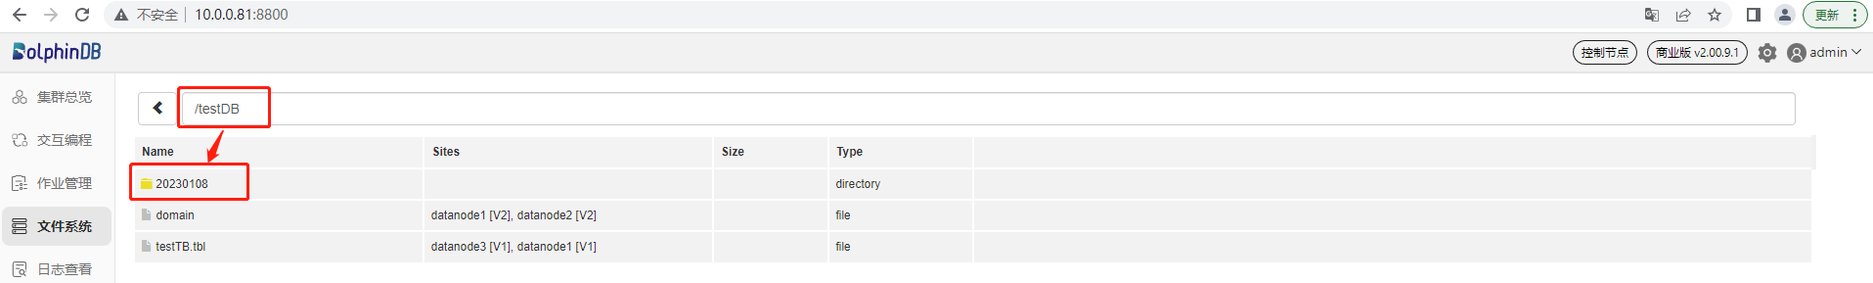 不安全 | 10.0.0.81:8800 更新
DolphinDB 控制节点 商业版 v2.00.9.1 admin
集群总览
交互编程
作业管理
文件系统
日志查看
/testDB
Name Sites Size Type
20230108 directory
domain datanode1 [V2], datanode2 [V2] file
testTB.tbl datanode3 [V1], datanode1 [V1] file